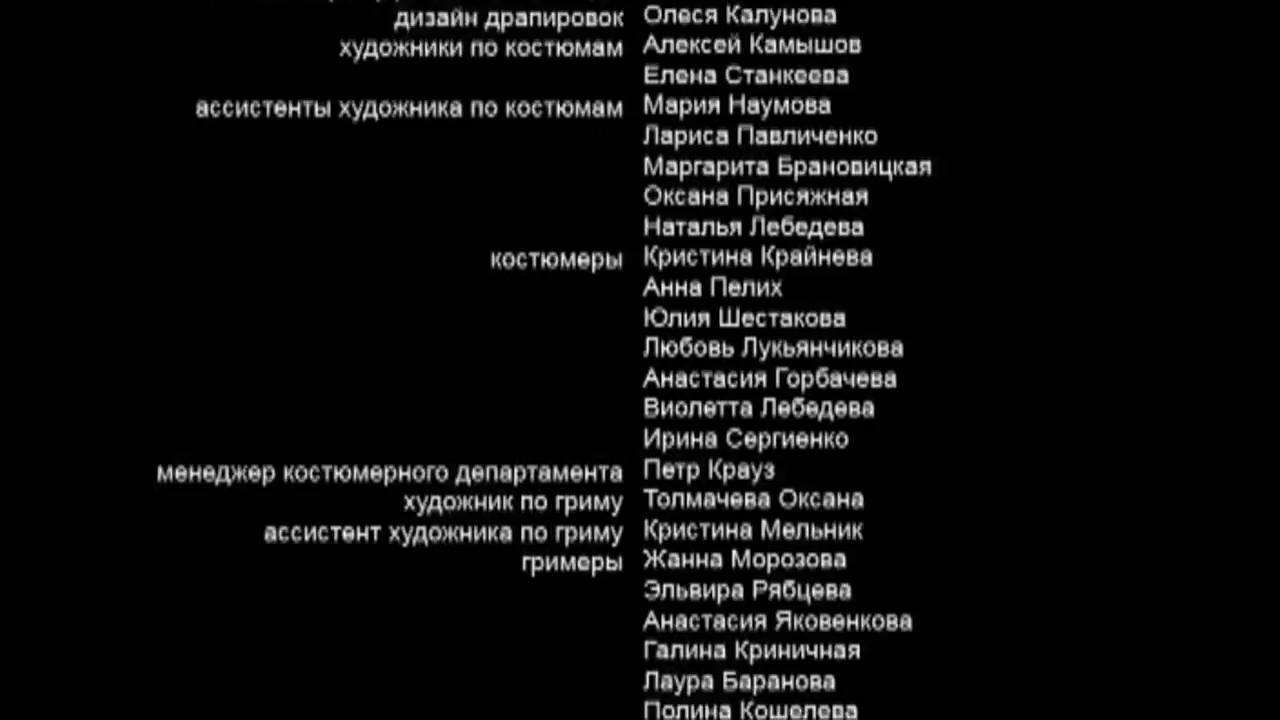 дизайн драпировок Олеся Калунова
художники по костюмам Алексей Камышов
Елена Станкеева
ассистенты художника по костюмам Мария Наумова
Лариса Павличенко
Маргарита Брановицкая
Оксана Присяжная
Наталья Лебедева
костюмеры Кристина Крайнева
Анна Пелих
Юлия Шестакова
Любовь Лукьянчикова
Анастасия Горбачева
Виолетта Лебедева
Ирина Сергиенко
менеджер костюмерного департамента Петр Крауз
художник по гриму Толмачева Оксана
ассистент художника по гриму Кристина Мельник
гримеры Жанна Морозова
Эльвира Рябцева
Анастасия Яковенкова
Галина Криничная
Лаура Баранова
Полина Кошелева